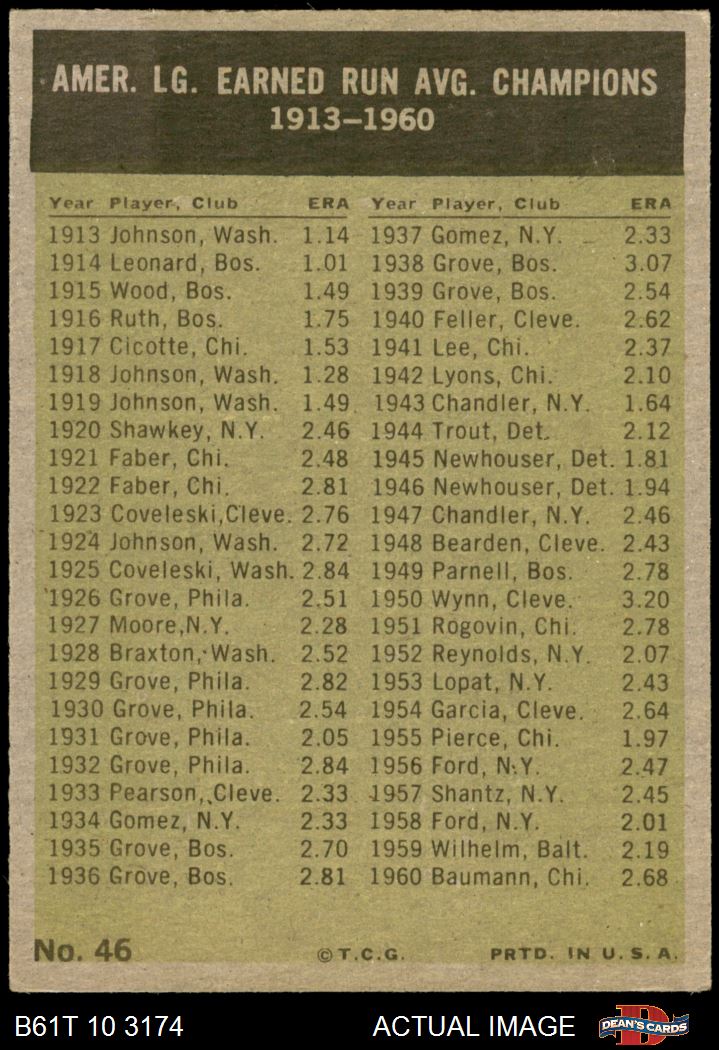 AMER. LG. EARNED RUN AVG. CHAMPIONS
1913–1960
Year Player, Club ERA
1913 Johnson, Wash. 1.14
1914 Leonard, Bos. 1.01
1915 Wood, Bos. 1.49
1916 Ruth, Bos. 1.75
1917 Cicotte, Chi. 1.53
1918 Johnson, Wash. 1.28
1919 Johnson, Wash. 1.49
1920 Shawkey, N.Y. 2.46
1921 Faber, Chi. 2.48
1922 Faber, Chi. 2.81
1923 Coveleski,Cleve. 2.76
1924 Johnson, Wash. 2.72
1925 Coveleski, Wash. 2.84
1926 Grove, Phila. 2.51
1927 Moore,N.Y. 2.28
1928 Braxton, Wash. 2.52
1929 Grove, Phila. 2.82
1930 Grove, Phila. 2.54
1931 Grove, Phila. 2.05
1932 Grove, Phila. 2.84
1933 Pearson, Cleve. 2.33
1934 Gomez, N.Y. 2.33
1935 Grove, Bos. 2.70
1936 Grove, Bos. 2.81
Year Player, Club ERA
1937 Gomez, N.Y. 2.33
1938 Grove, Bos. 3.07
1939 Grove, Bos. 2.54
1940 Feller, Cleve. 2.62
1941 Lee, Chi. 2.37
1942 Lyons, Chi. 2.10
1943 Chandler, N.Y. 1.64
1944 Trout, Det. 2.12
1945 Newhouser, Det. 1.81
1946 Newhouser, Det. 1.94
1947 Chandler, N.Y. 2.46
1948 Bearden, Cleve. 2.43
1949 Parnell, Bos. 2.78
1950 Wynn, Cleve. 3.20
1951 Rogovin, Chi. 2.78
1952 Reynolds, N.Y. 2.07
1953 Lopat, N.Y. 2.43
1954 Garcia, Cleve. 2.64
1955 Pierce, Chi. 1.97
1956 Ford, N.Y. 2.47
1957 Shantz, N.Y. 2.45
1958 Ford, N.Y. 2.01
1959 Wilhelm, Balt. 2.19
1960 Baumann, Chi. 2.68
No. 46 © T.C.G. PRTD. IN U.S.A.
B61T 10 3174 ACTUAL IMAGE DEAN'S CARDS